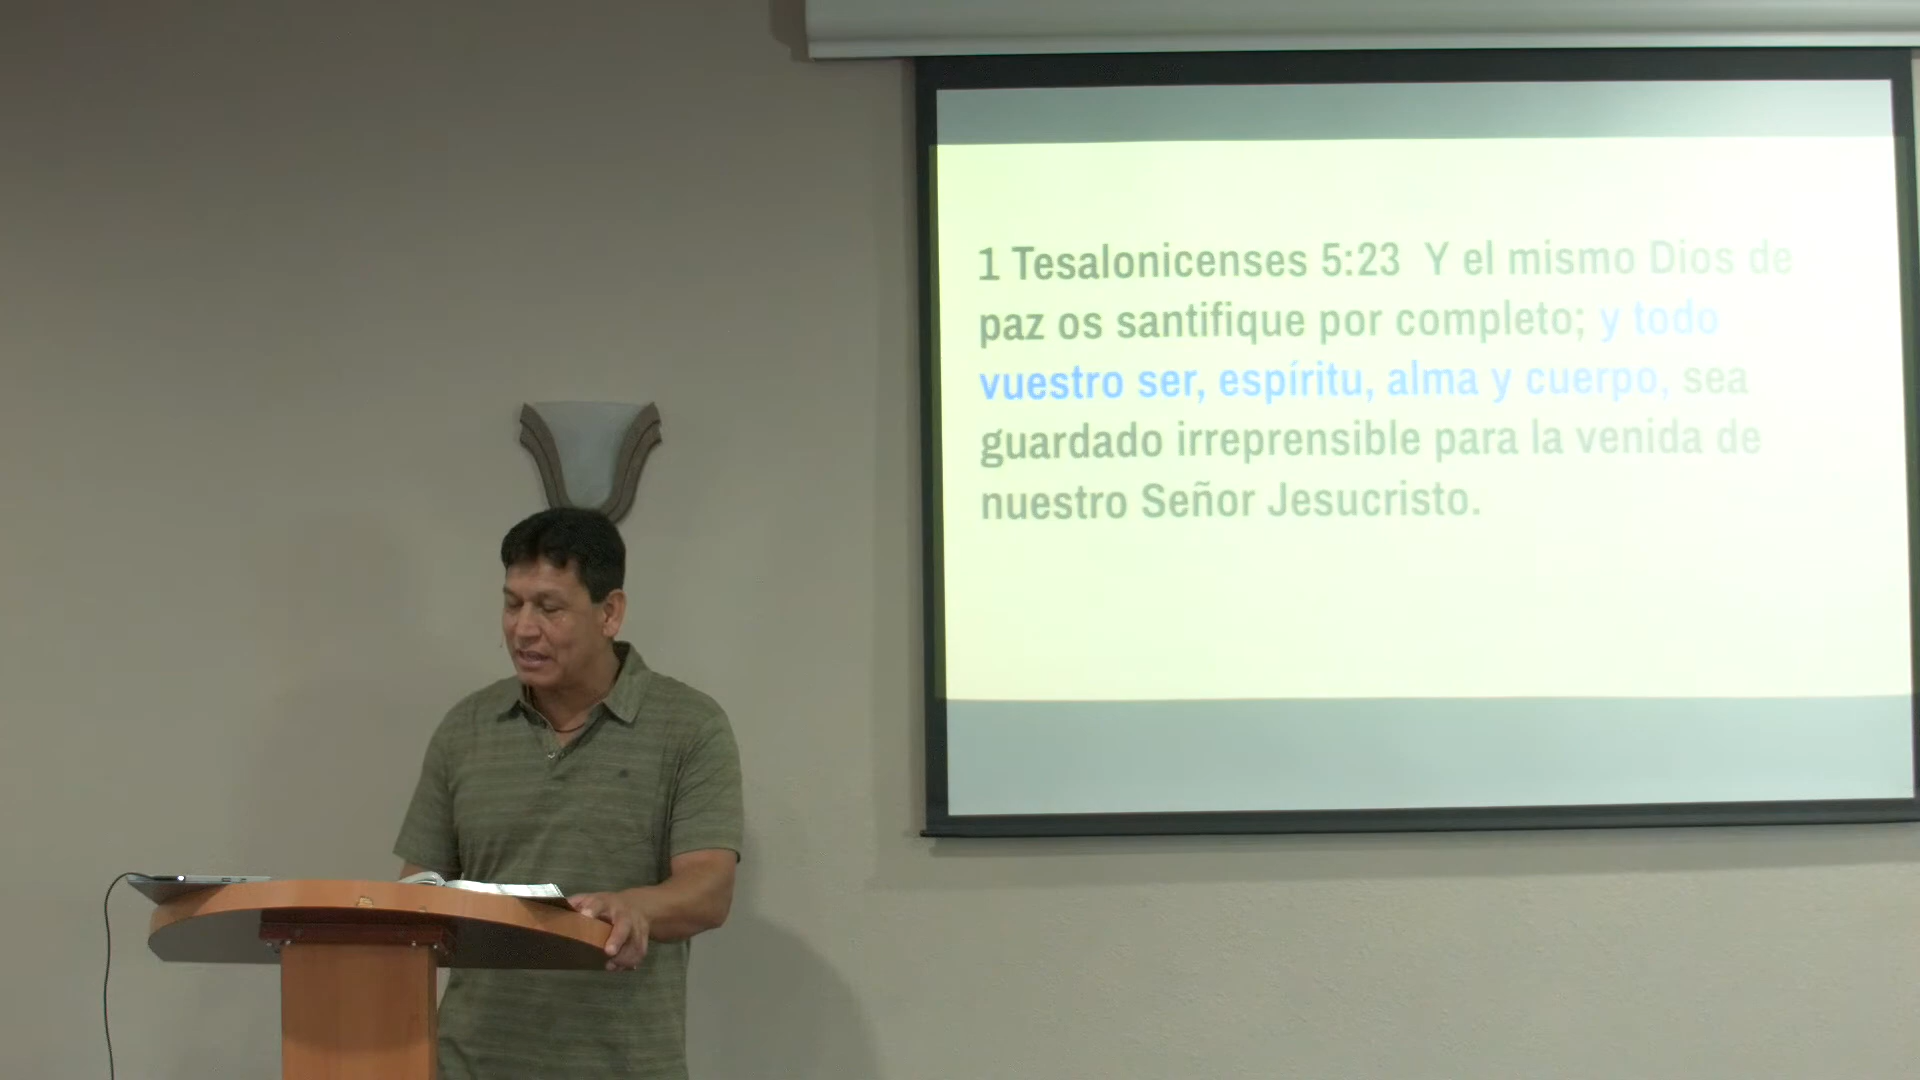 1 Tesalonicenses 5:23 Y el mismo Dios de
paz os santifique por completo; y todo
vuestro ser, espíritu, alma y cuerpo, sea
guardado irreprensible para la venida de
nuestro Señor Jesucristo.